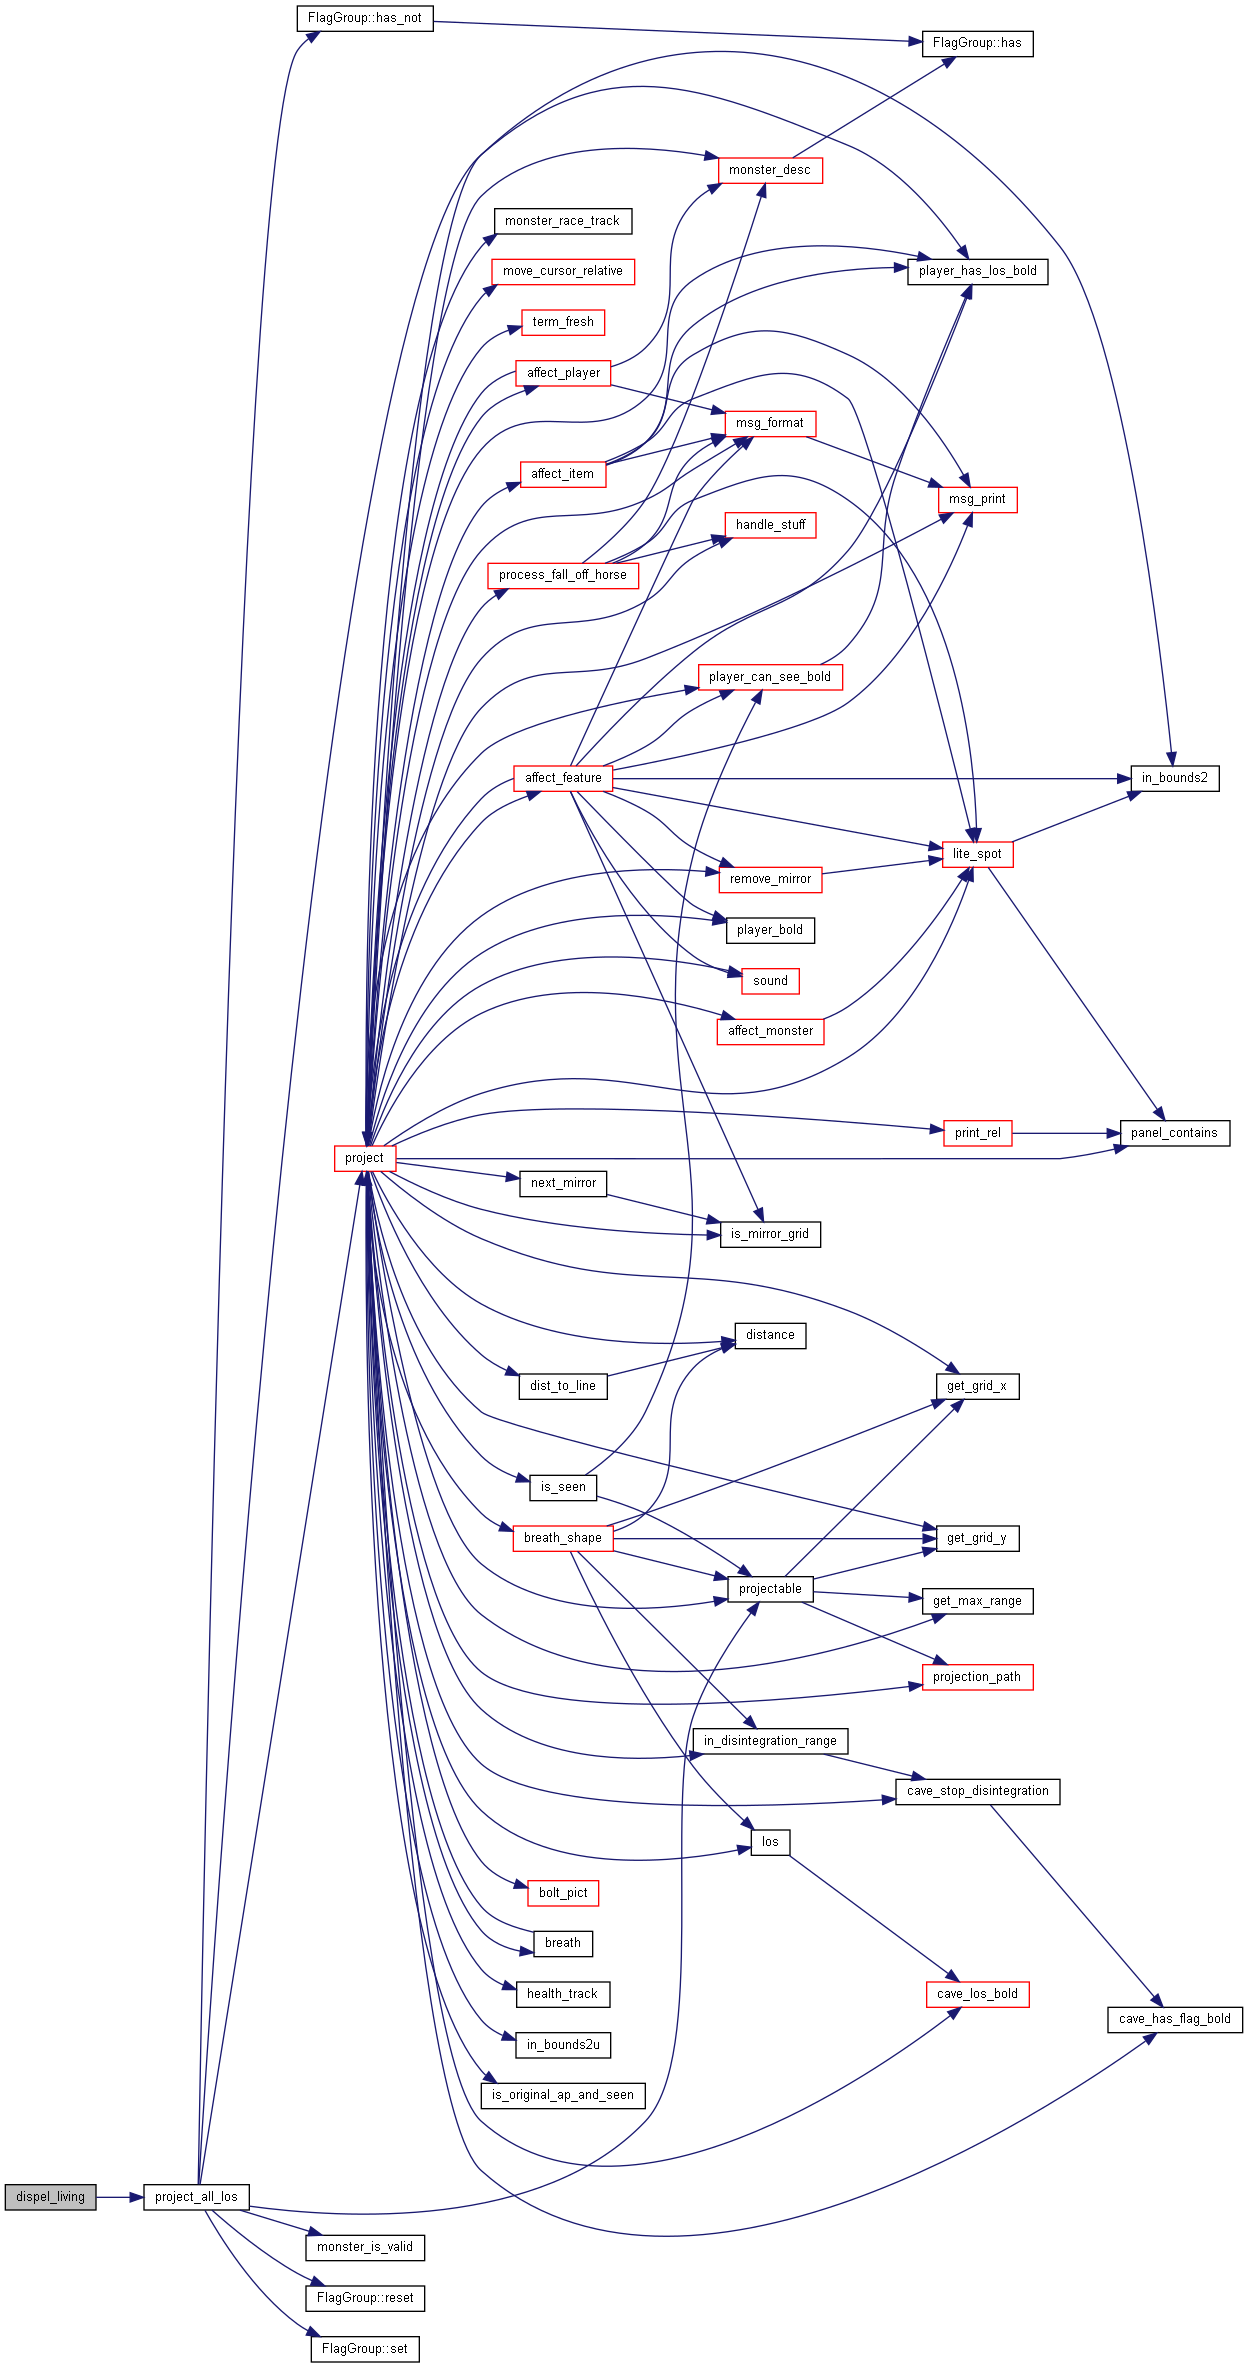 FlagGroup::has_not
FlagGroup::has
monster_desc
monster_race_track
player_has_los_bold
move_cursor_relative
term_fresh
affect_player
msg_format
affect_item
msg_print
handle_stuff
process_fall_off_horse
player_can_see_bold
affect_feature
in_bounds2
lite_spot
remove_mirror
player_bold
sound
affect_monster
print_rel
panel_contains
project
next_mirror
is_mirror_grid
distance
dist_to_line
get_grid_x
is_seen
breath_shape
get_grid_y
projectable
get_max_range
projection_path
in_disintegration_range
cave_stop_disintegration
los
bolt_pict
breath
health_track
cave_los_bold
cave_has_flag_bold
in_bounds2u
is_original_ap_and_seen
dispel_living
project_all_los
monster_is_valid
FlagGroup::reset
FlagGroup::set